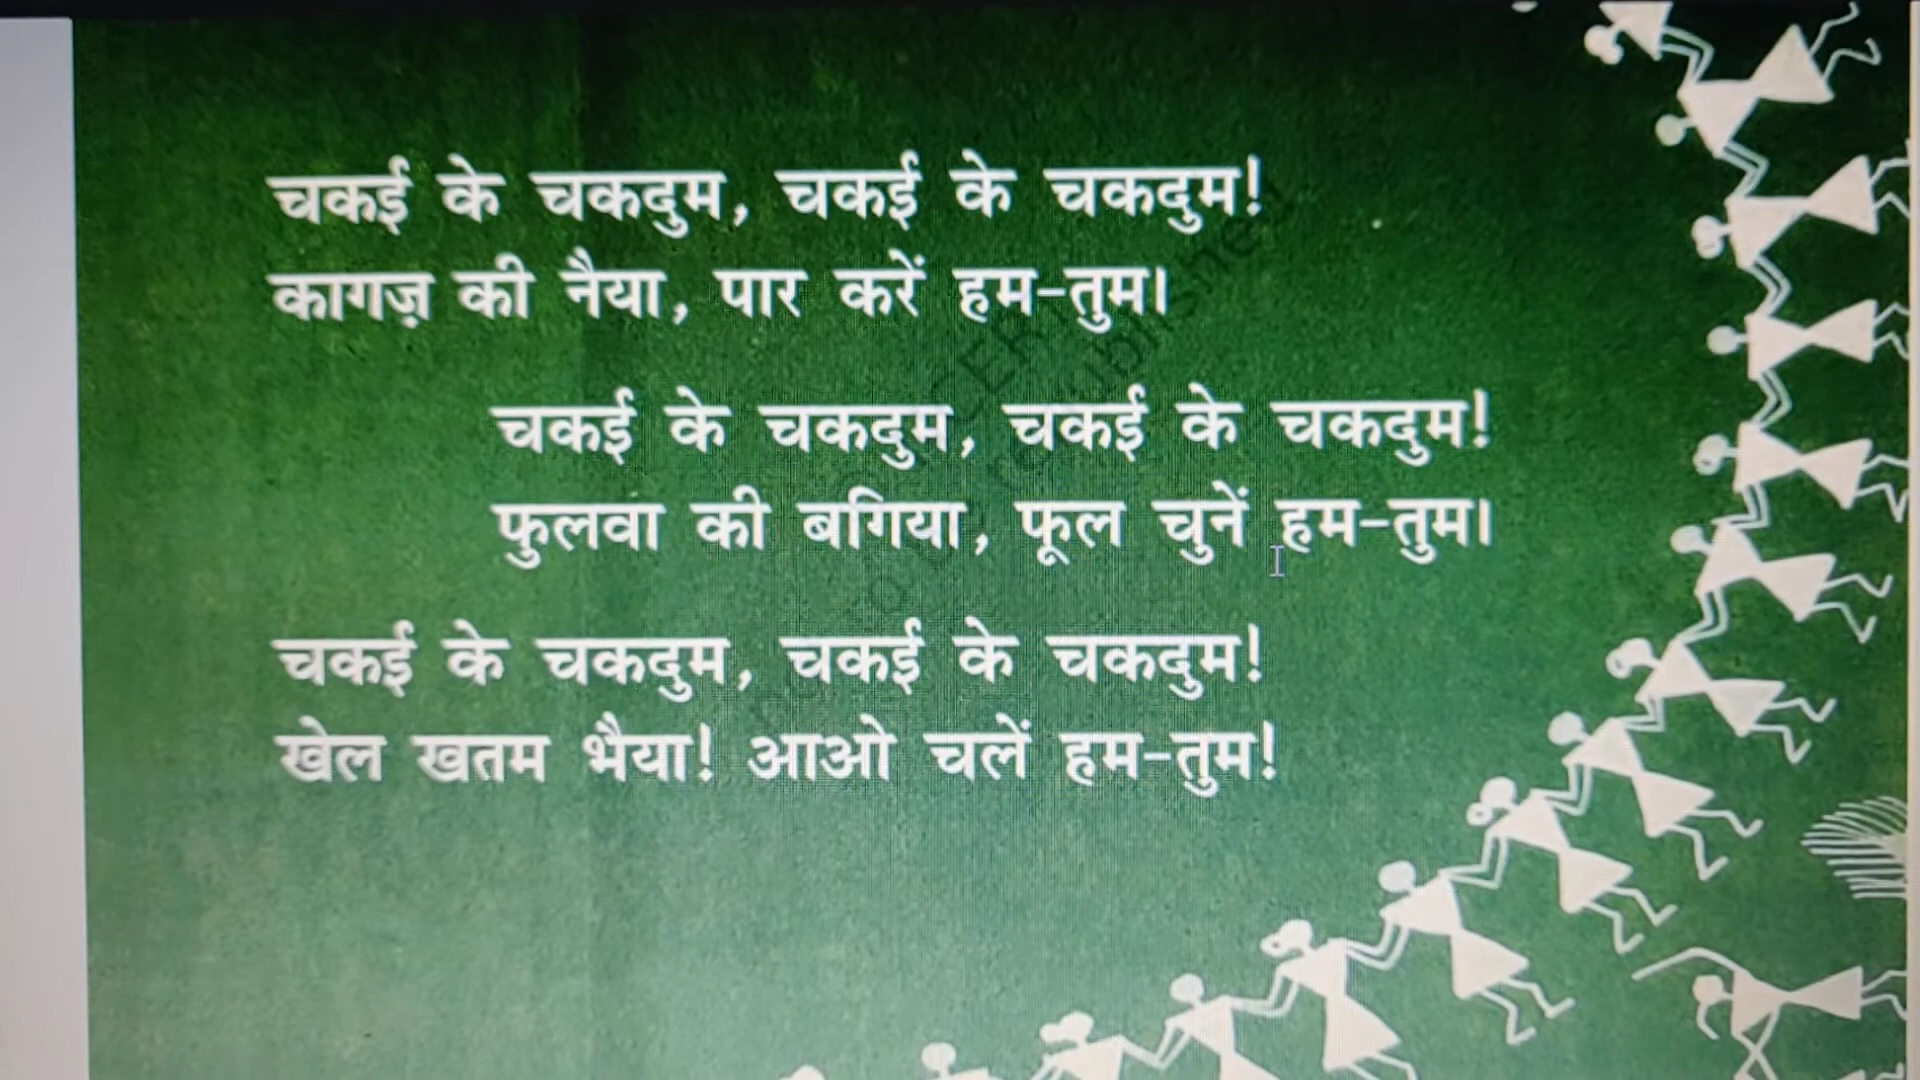 चकई के चकदुम, चकई के चकदुम!
कागज़ की नैया, पार करें हम-तुम।
चकई के चकदुम, चकई के चकदुम!
फुलवा की बगिया, फूल चुनें हम-तुम।
चकई के चकदुम, चकई के चकदुम!
खेल खतम भैया! आओ चलें हम-तुम!